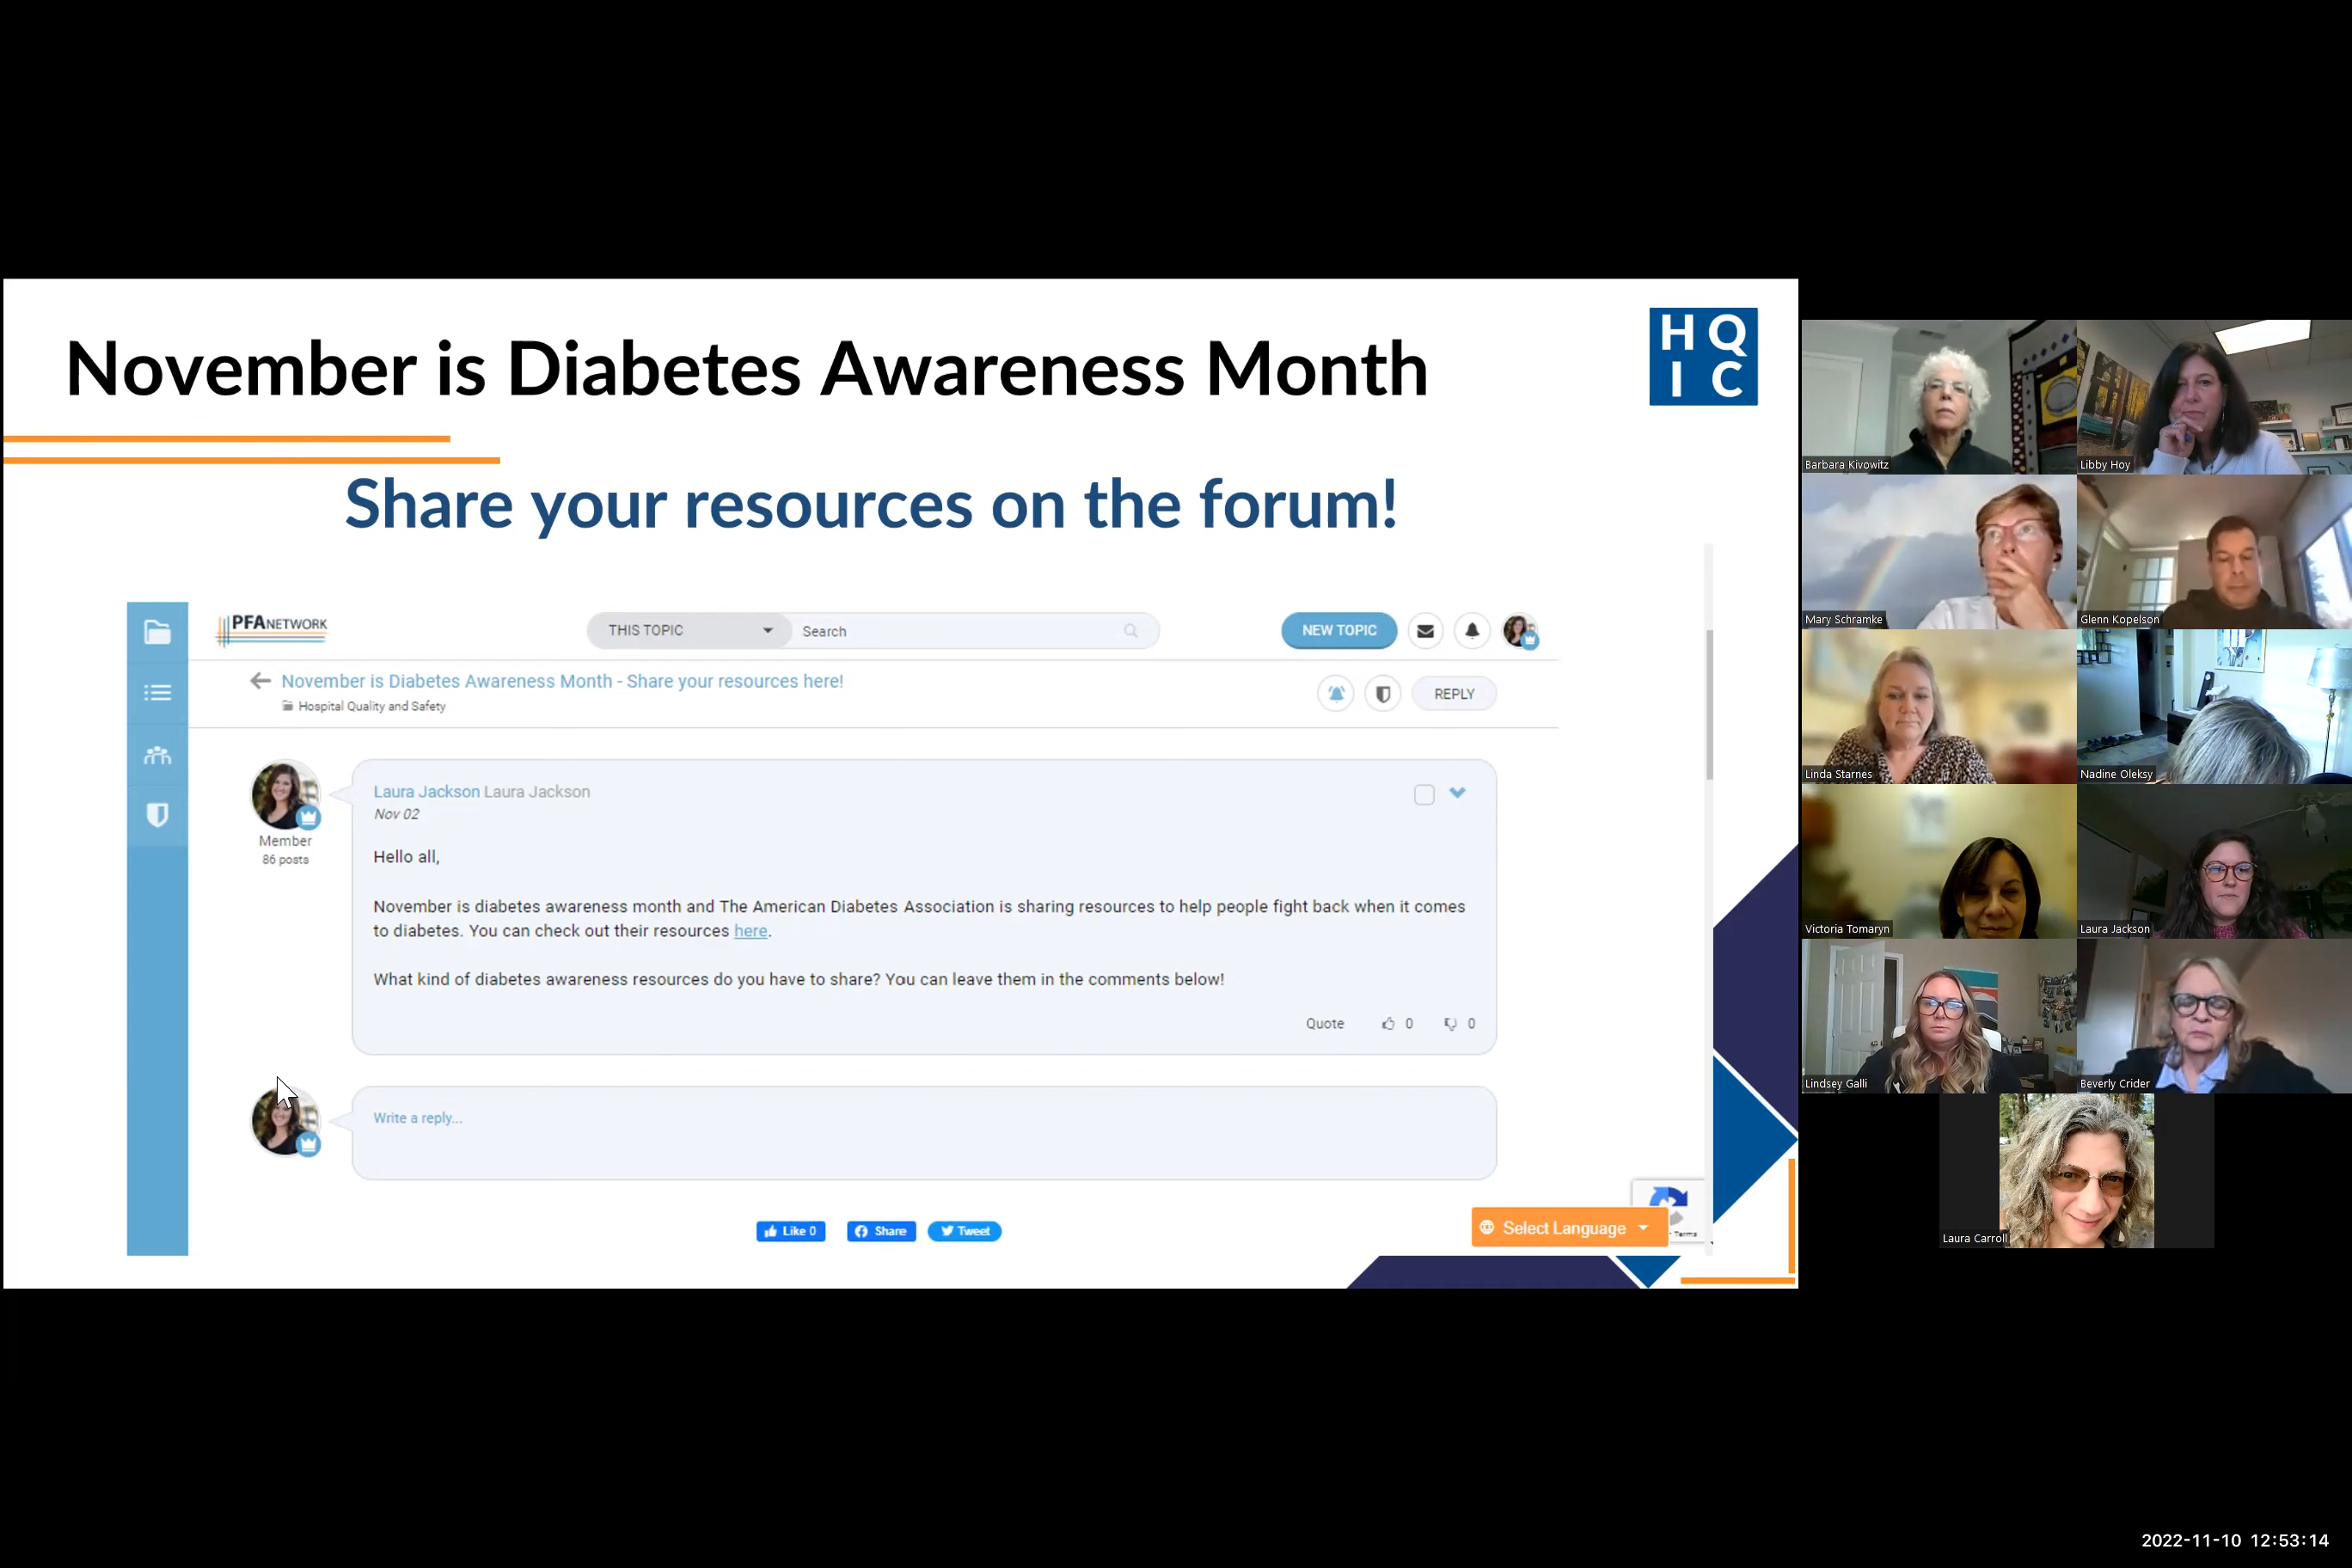 November is Diabetes Awareness Month
H Q
I C
Share your resources on the forum!
PFANETWORK
THIS TOPIC
Search
NEW TOPIC
November is Diabetes Awareness Month - Share your resources here!
Hospital Quality and Safety
REPLY
Laura Jackson Laura Jackson
Nov 02
Member
86 posts
Hello all,
November is diabetes awareness month and The American Diabetes Association is sharing resources to help people fight back when it comes
to diabetes. You can check out their resources here.
What kind of diabetes awareness resources do you have to share? You can leave them in the comments below!
Quote 0 0
Write a reply...
Like 0
Share
Tweet
Select Language
Terms
Barbara Kivowitz
Libby Hoy
Mary Schramke
Glenn Kopelson
Linda Starnes
Nadine Oleksy
Victoria Tomaryn
Laura Jackson
Lindsey Galli
Beverly Crider
Laura Carroll
2022-11-10 12:53:14